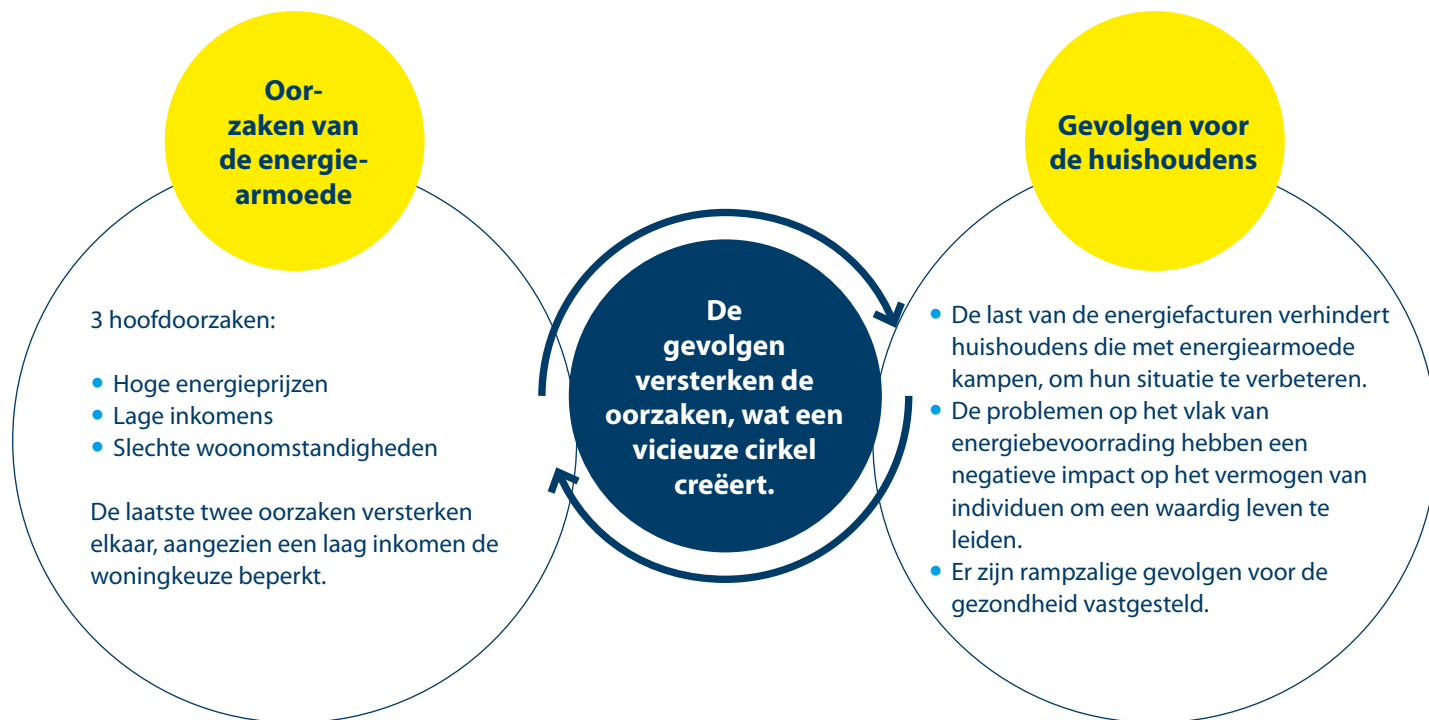 Oor-
zaken van
de energie-
armoede
3 hoofdoorzaken:
• Hoge energieprijzen
• Lage inkomens
• Slechte woonomstandigheden
De laatste twee oorzaken versterken
elkaar, aangezien een laag inkomen de
woningkeuze beperkt.
De
gevolgen
versterken de
oorzaken, wat een
vicieuze cirkel
creëert.
Gevolgen voor
de huishoudens
• De last van de energiefacturen verhindert
huishoudens die met energiearmoede
kampen, om hun situatie te verbeteren.
• De problemen op het vlak van
energiebevoorrading hebben een
negatieve impact op het vermogen van
individuen om een waardig leven te
leiden.
• Er zijn rampzalige gevolgen voor de
gezondheid vastgesteld.